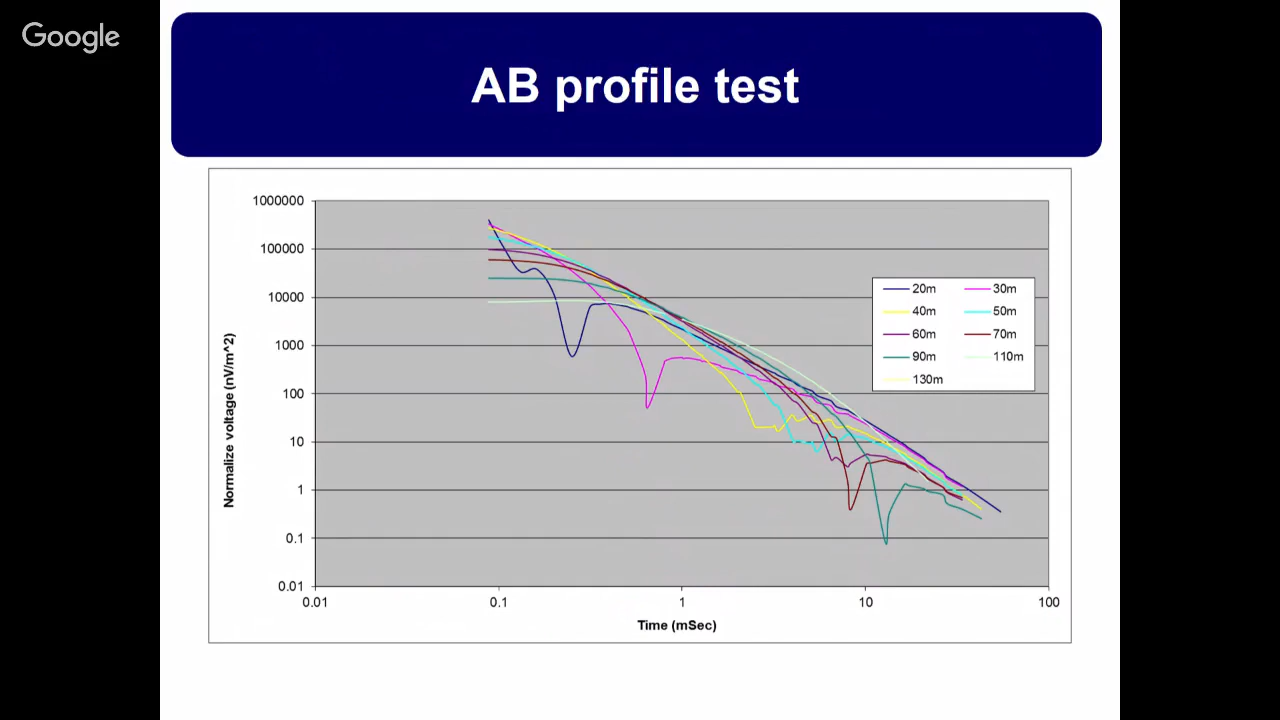 Google
AB profile test
1000000
100000
10000
1000
100
10
1
0.1
0.01
0.01 0.1 1 10 100
Normalize voltage (nV/m^2)
Time (mSec)
20m 30m
40m 50m
60m 70m
90m 110m
130m